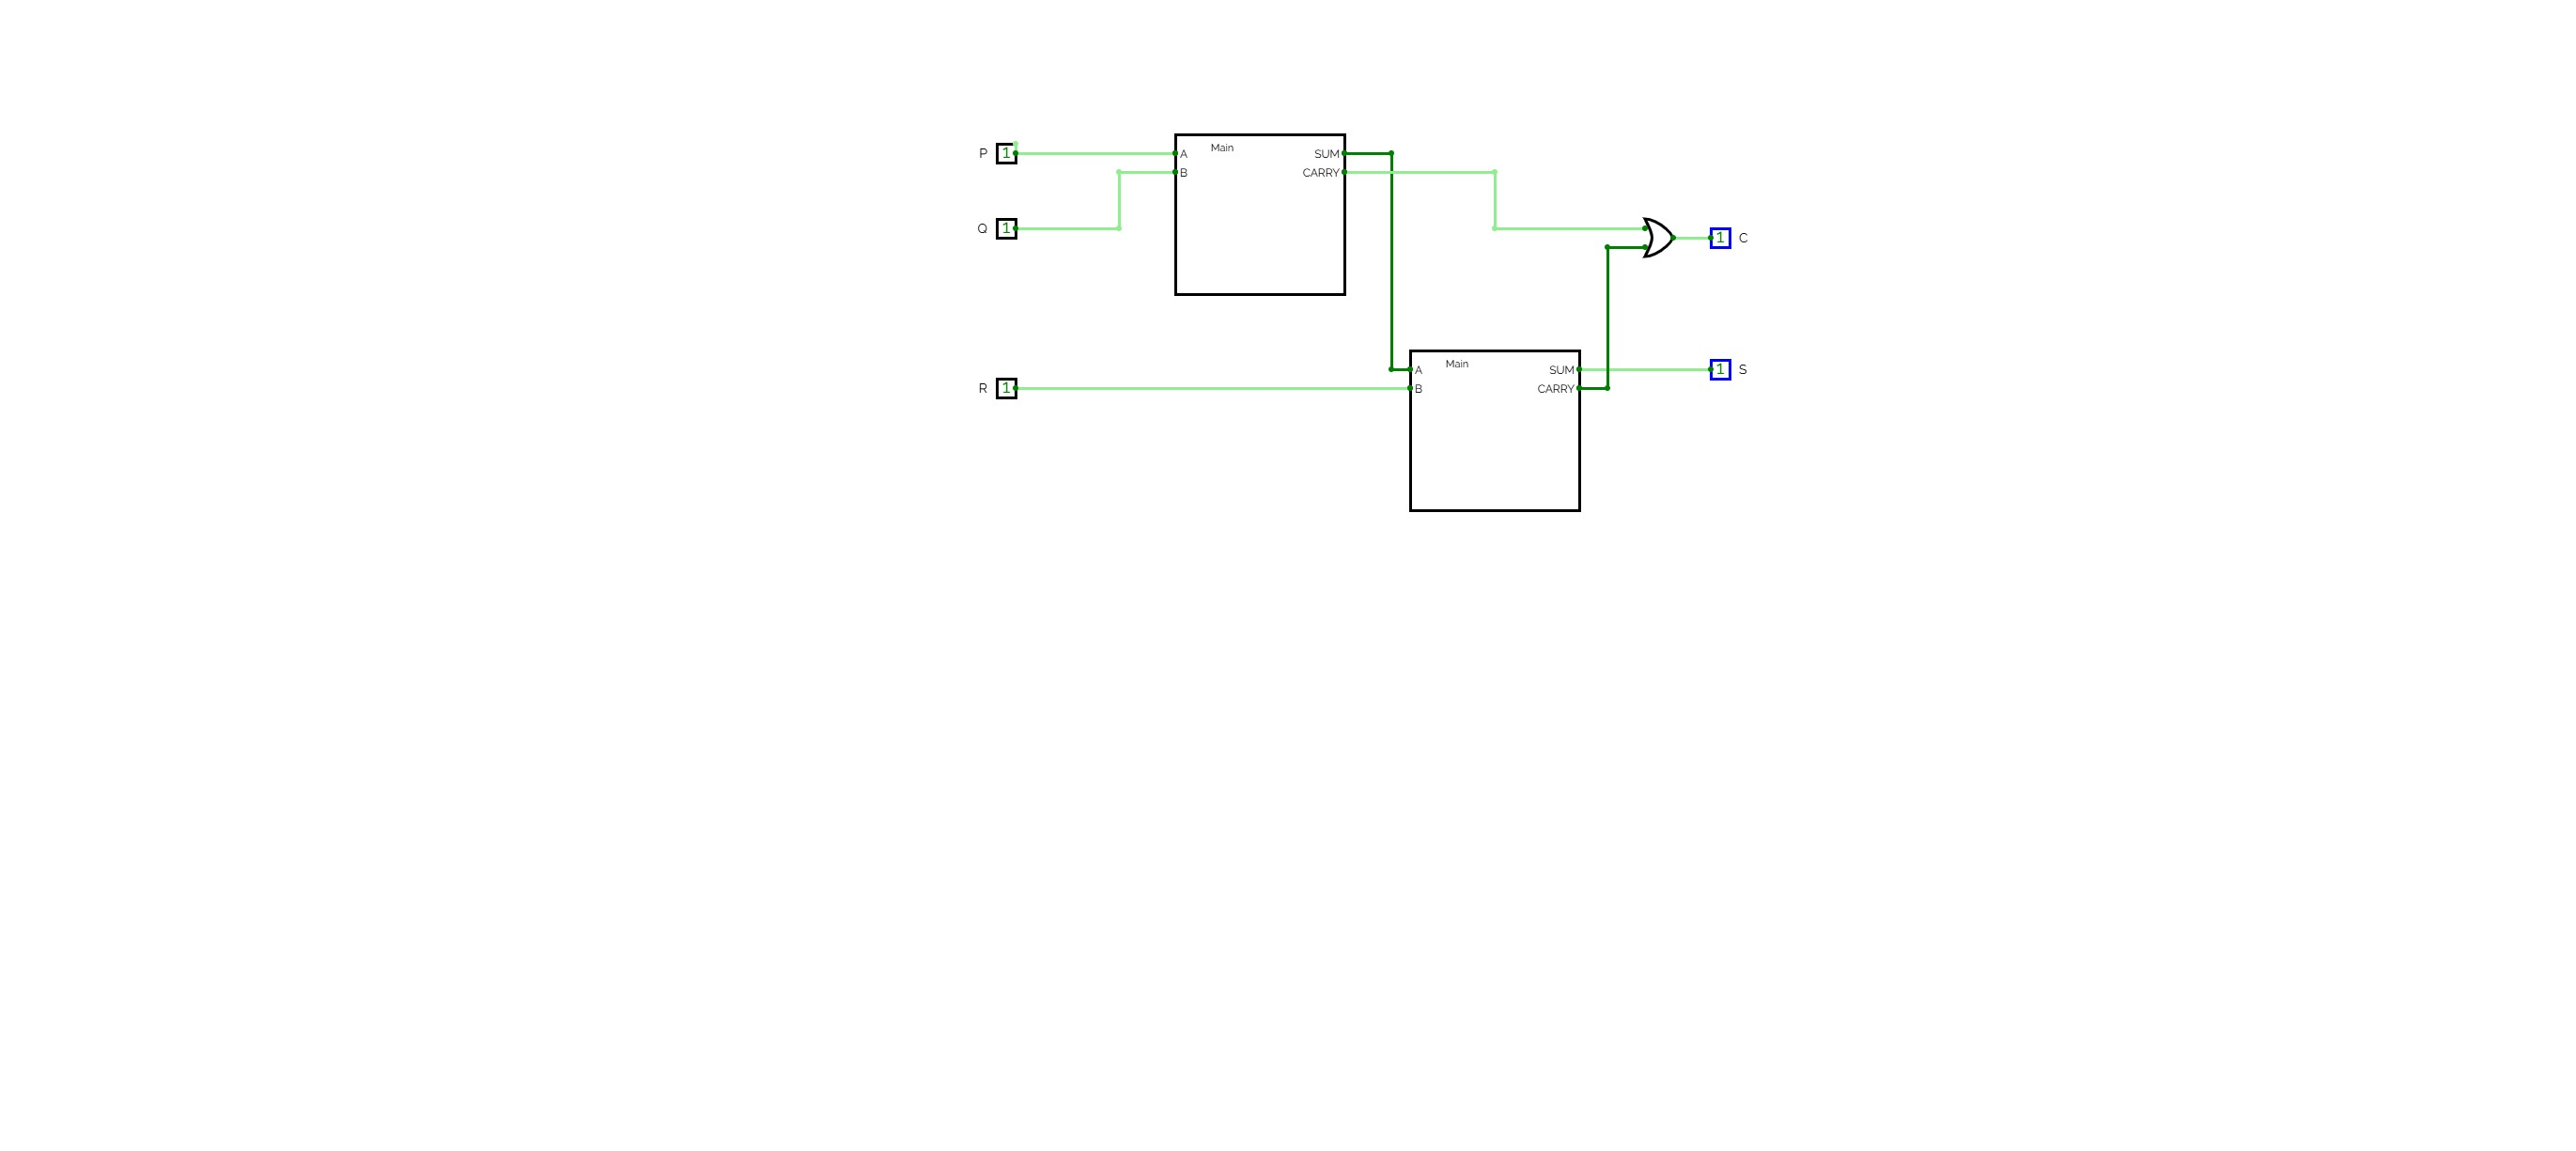 Main
P 1 A SUM
B CARRY
Q 1
1 C
Main
A SUM 1 S
R 1 B CARRY